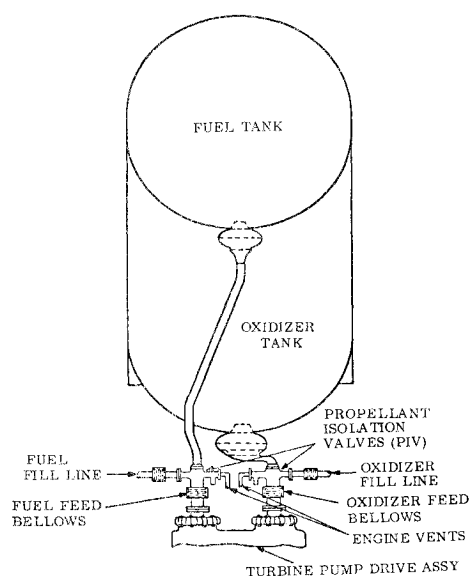 FUEL TANK
OXIDIZER
TANK
PROPELLANT
ISOLATION
VALVES (PIV)
FUEL
FILL LINE
OXIDIZER
FILL LINE
FUEL FEED
BELLOWS
OXIDIZER FEED
BELLOWS
ENGINE VENTS
TURBINE PUMP DRIVE ASSY